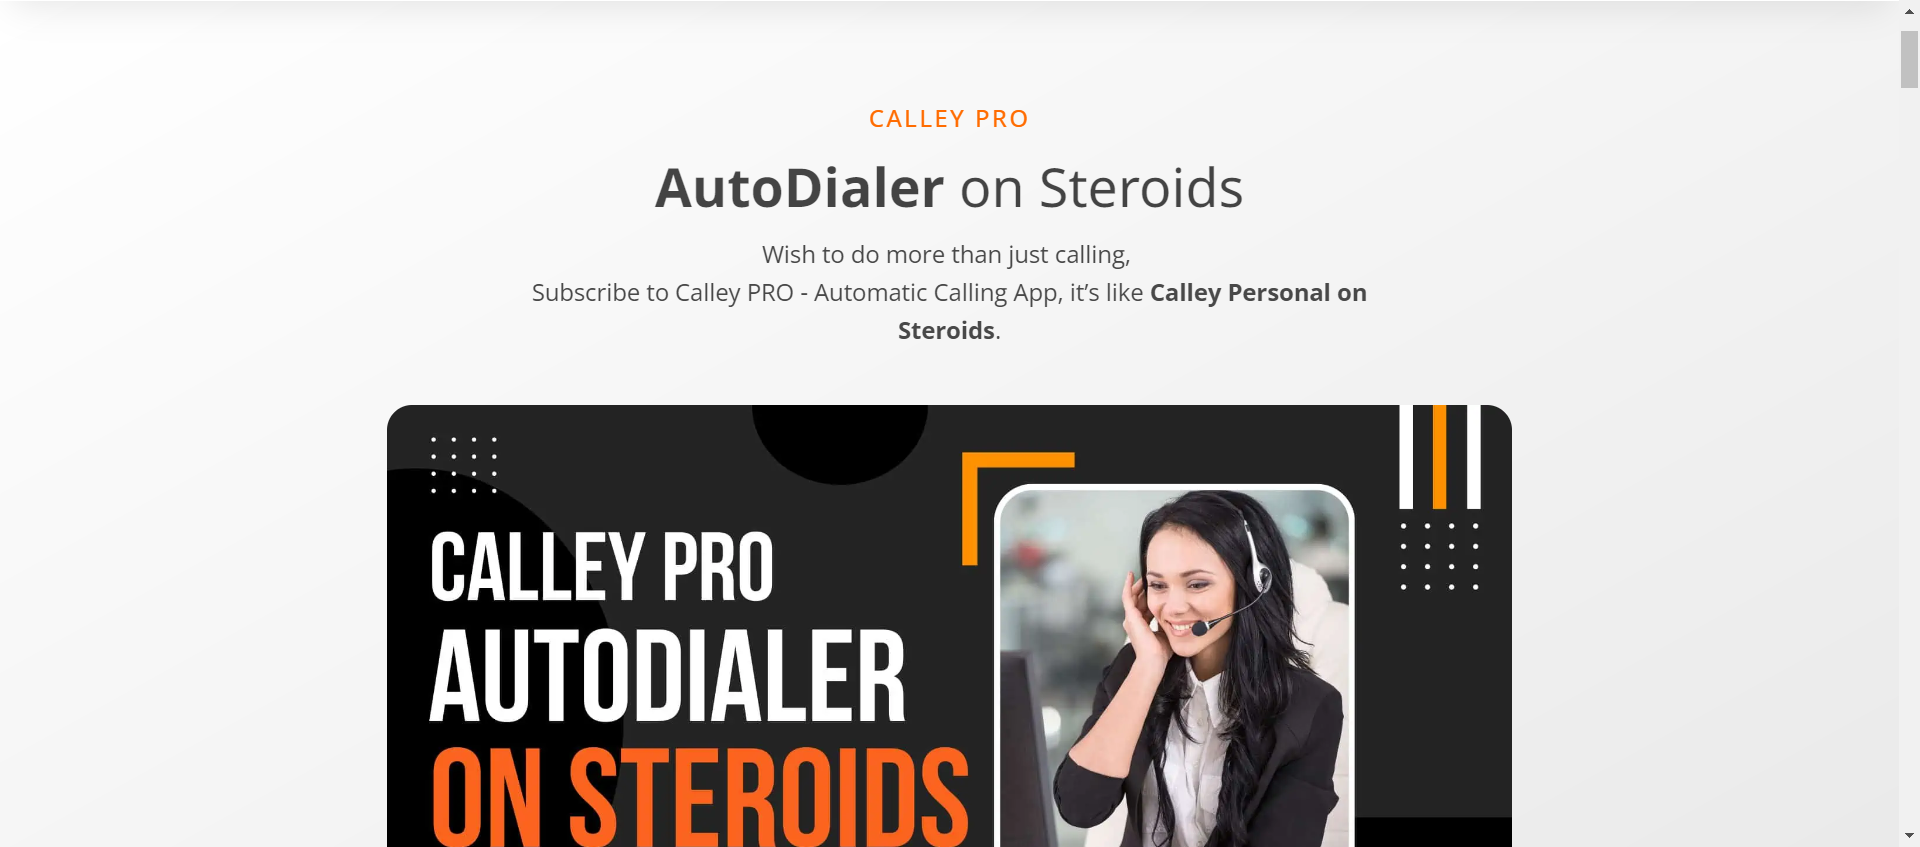 CALLEY PRO
AutoDialer on Steroids
Wish to do more than just calling,
Subscribe to Calley PRO - Automatic Calling App, it’s like Calley Personal on
Steroids.
CALLEY PRO
AUTODIALER
ON STEROIDS